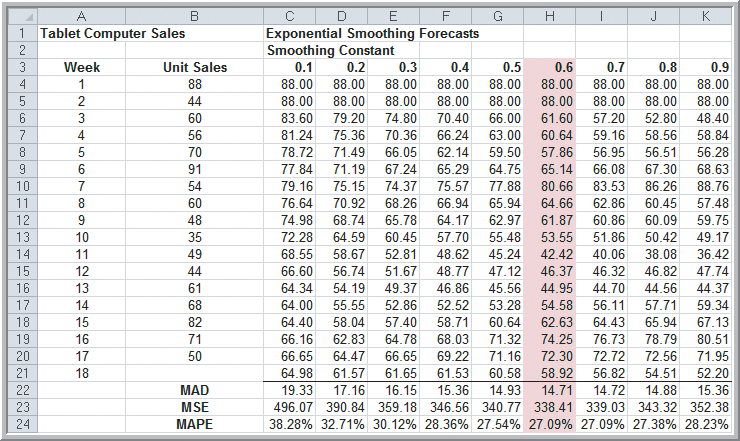 A B C D E F G H I J K
1 Tablet Computer Sales Exponential Smoothing Forecasts
2 Smoothing Constant
3 Week Unit Sales 0.1 0.2 0.3 0.4 0.5 0.6 0.7 0.8 0.9
4 1 88 88.00 88.00 88.00 88.00 88.00 88.00 88.00 88.00 88.00
5 2 44 88.00 88.00 88.00 88.00 88.00 88.00 88.00 88.00 88.00
6 3 60 83.60 79.20 74.80 70.40 66.00 61.60 57.20 52.80 48.40
7 4 56 81.24 75.36 70.36 66.24 63.00 60.64 59.16 58.56 58.84
8 5 70 78.72 71.49 66.05 62.14 59.50 57.86 56.95 56.51 56.28
9 6 91 77.84 71.19 67.24 65.29 64.75 65.14 66.08 67.30 68.63
10 7 54 79.16 75.15 74.37 75.57 77.88 80.66 83.53 86.26 88.76
11 8 60 76.64 70.92 68.26 66.94 65.94 64.66 62.86 60.45 57.48
12 9 48 74.98 68.74 65.78 64.17 62.97 61.87 60.86 60.09 59.75
13 10 35 72.28 64.59 60.45 57.70 55.48 53.55 51.86 50.42 49.17
14 11 49 68.55 58.67 52.81 48.62 45.24 42.42 40.06 38.08 36.42
15 12 44 66.60 56.74 51.67 48.77 47.12 46.37 46.32 46.82 47.74
16 13 61 64.34 54.19 49.37 46.86 45.56 44.95 44.70 44.56 44.37
17 14 68 64.00 55.55 52.86 52.52 53.28 54.58 56.11 57.71 59.34
18 15 82 64.40 58.04 57.40 58.71 60.64 62.63 64.43 65.94 67.13
19 16 71 66.16 62.83 64.78 68.03 71.32 74.25 76.73 78.79 80.51
20 17 50 66.65 64.47 66.65 69.22 71.16 72.30 72.72 72.56 71.95
21 18 64.98 61.57 61.65 61.53 60.58 58.92 56.82 54.51 52.20
22 MAD 19.33 17.16 16.15 15.36 14.93 14.71 14.72 14.88 15.36
23 MSE 496.07 390.84 359.18 346.56 340.77 338.41 339.03 343.32 352.38
24 MAPE 38.28% 32.71% 30.12% 28.36% 27.54% 27.09% 27.09% 27.38% 28.23%